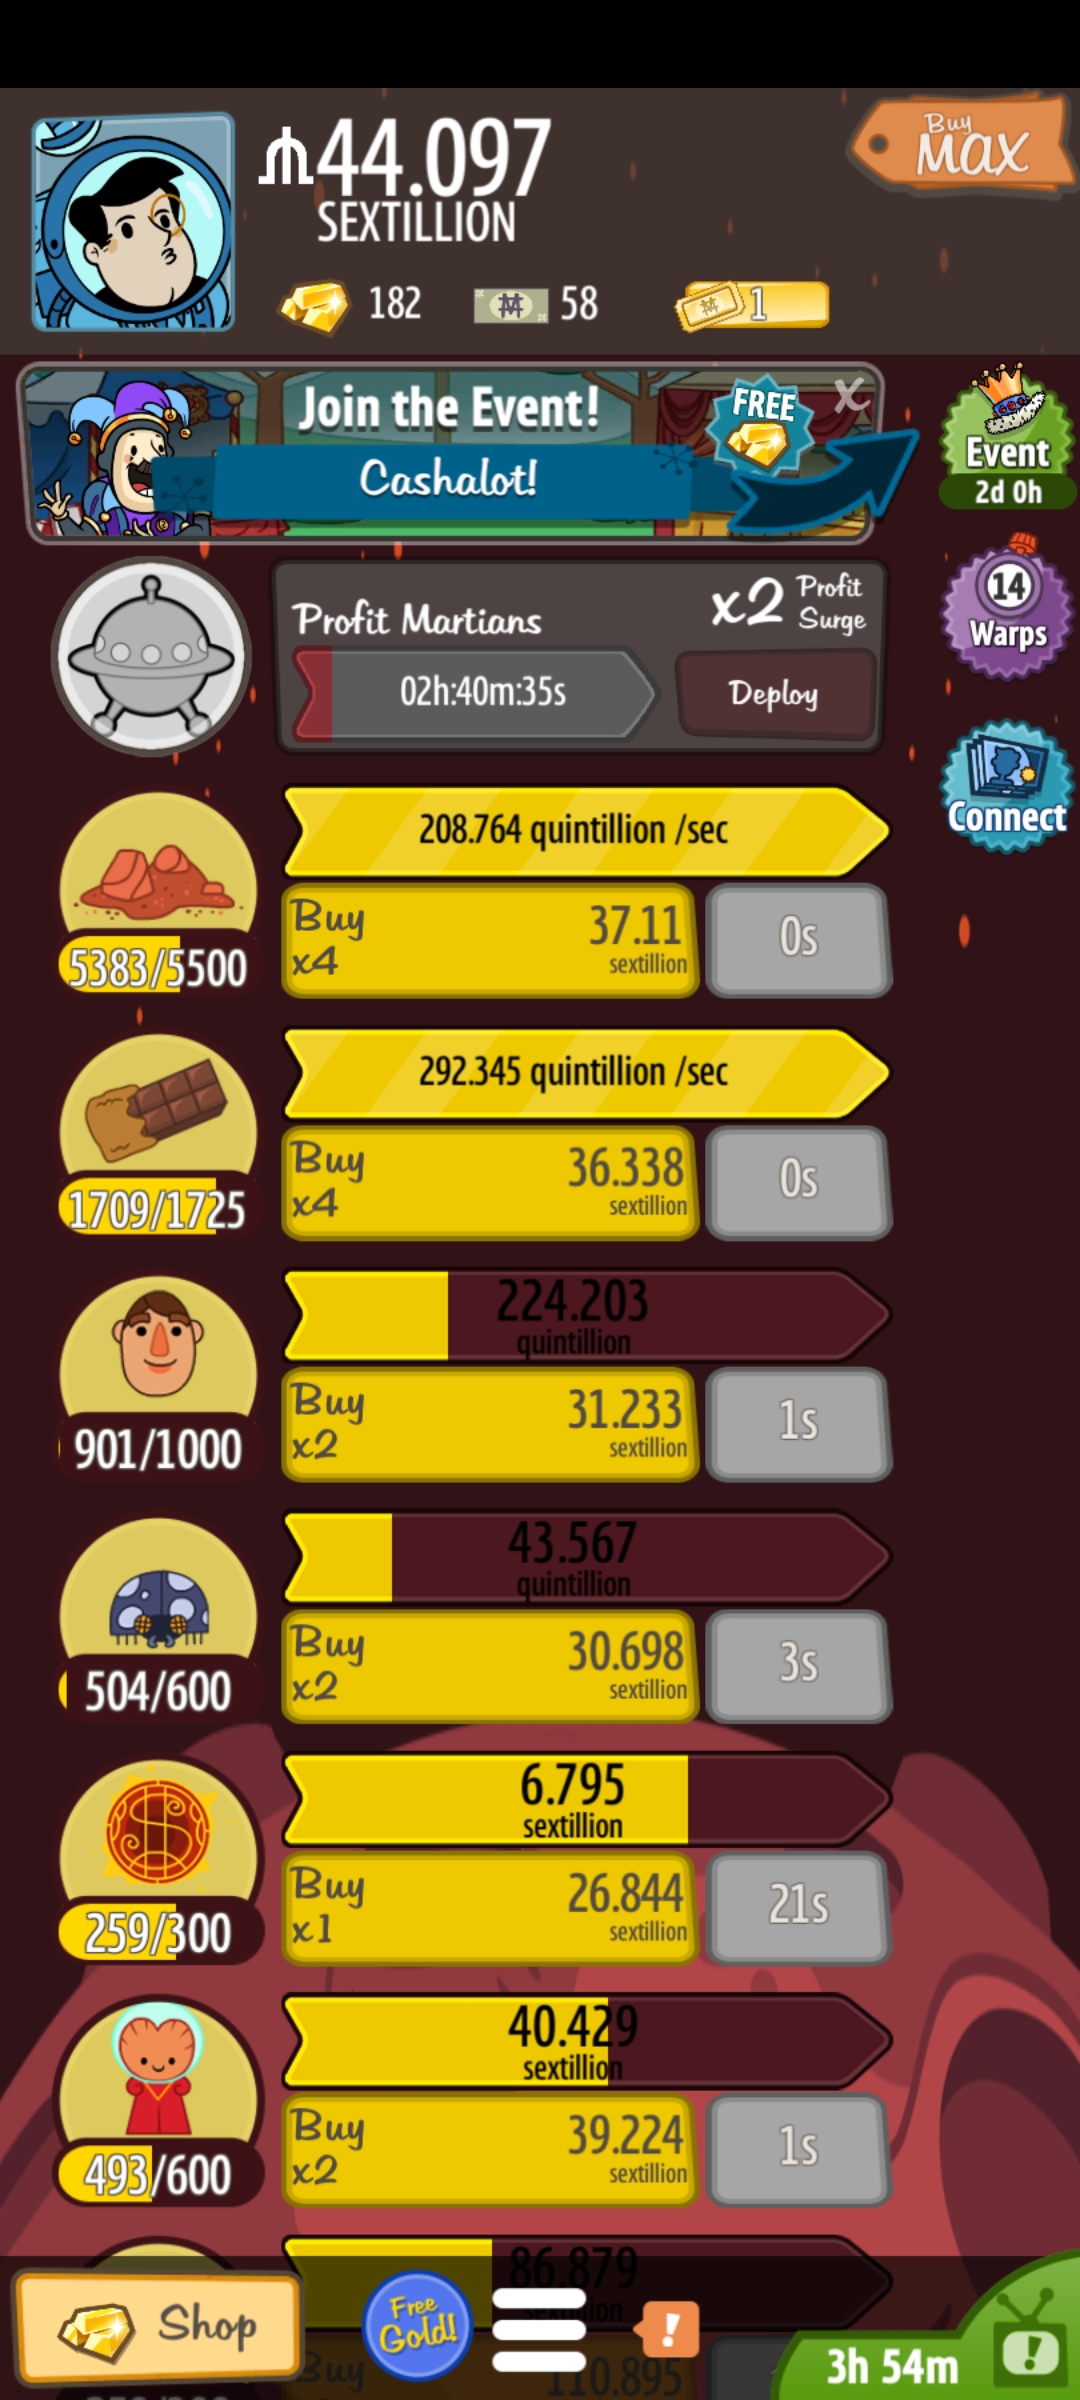 44.097
SEXTILLION
Buy
MAX
182
58
1
Join the Event!
FREE
X
Cashalot!
Event
2d 0h
Profit Martians
x2 Profit Surge
02h:40m:35s
Deploy
14
Warps
Connect
208.764 quintillion /sec
Buy
x4
37.11
sextillion
0s
5383/5500
292.345 quintillion /sec
Buy
x4
36.338
sextillion
0s
1709/1725
224.203
quintillion
Buy
x2
31.233
sextillion
1s
901/1000
43.567
quintillion
Buy
x2
30.698
sextillion
3s
504/600
6.795
sextillion
Buy
x1
26.844
sextillion
21s
259/300
40.429
sextillion
Buy
x2
39.224
sextillion
1s
493/600
86.879
Shop
Free
Gold!
!
!
3h 54m
Buy
110.895